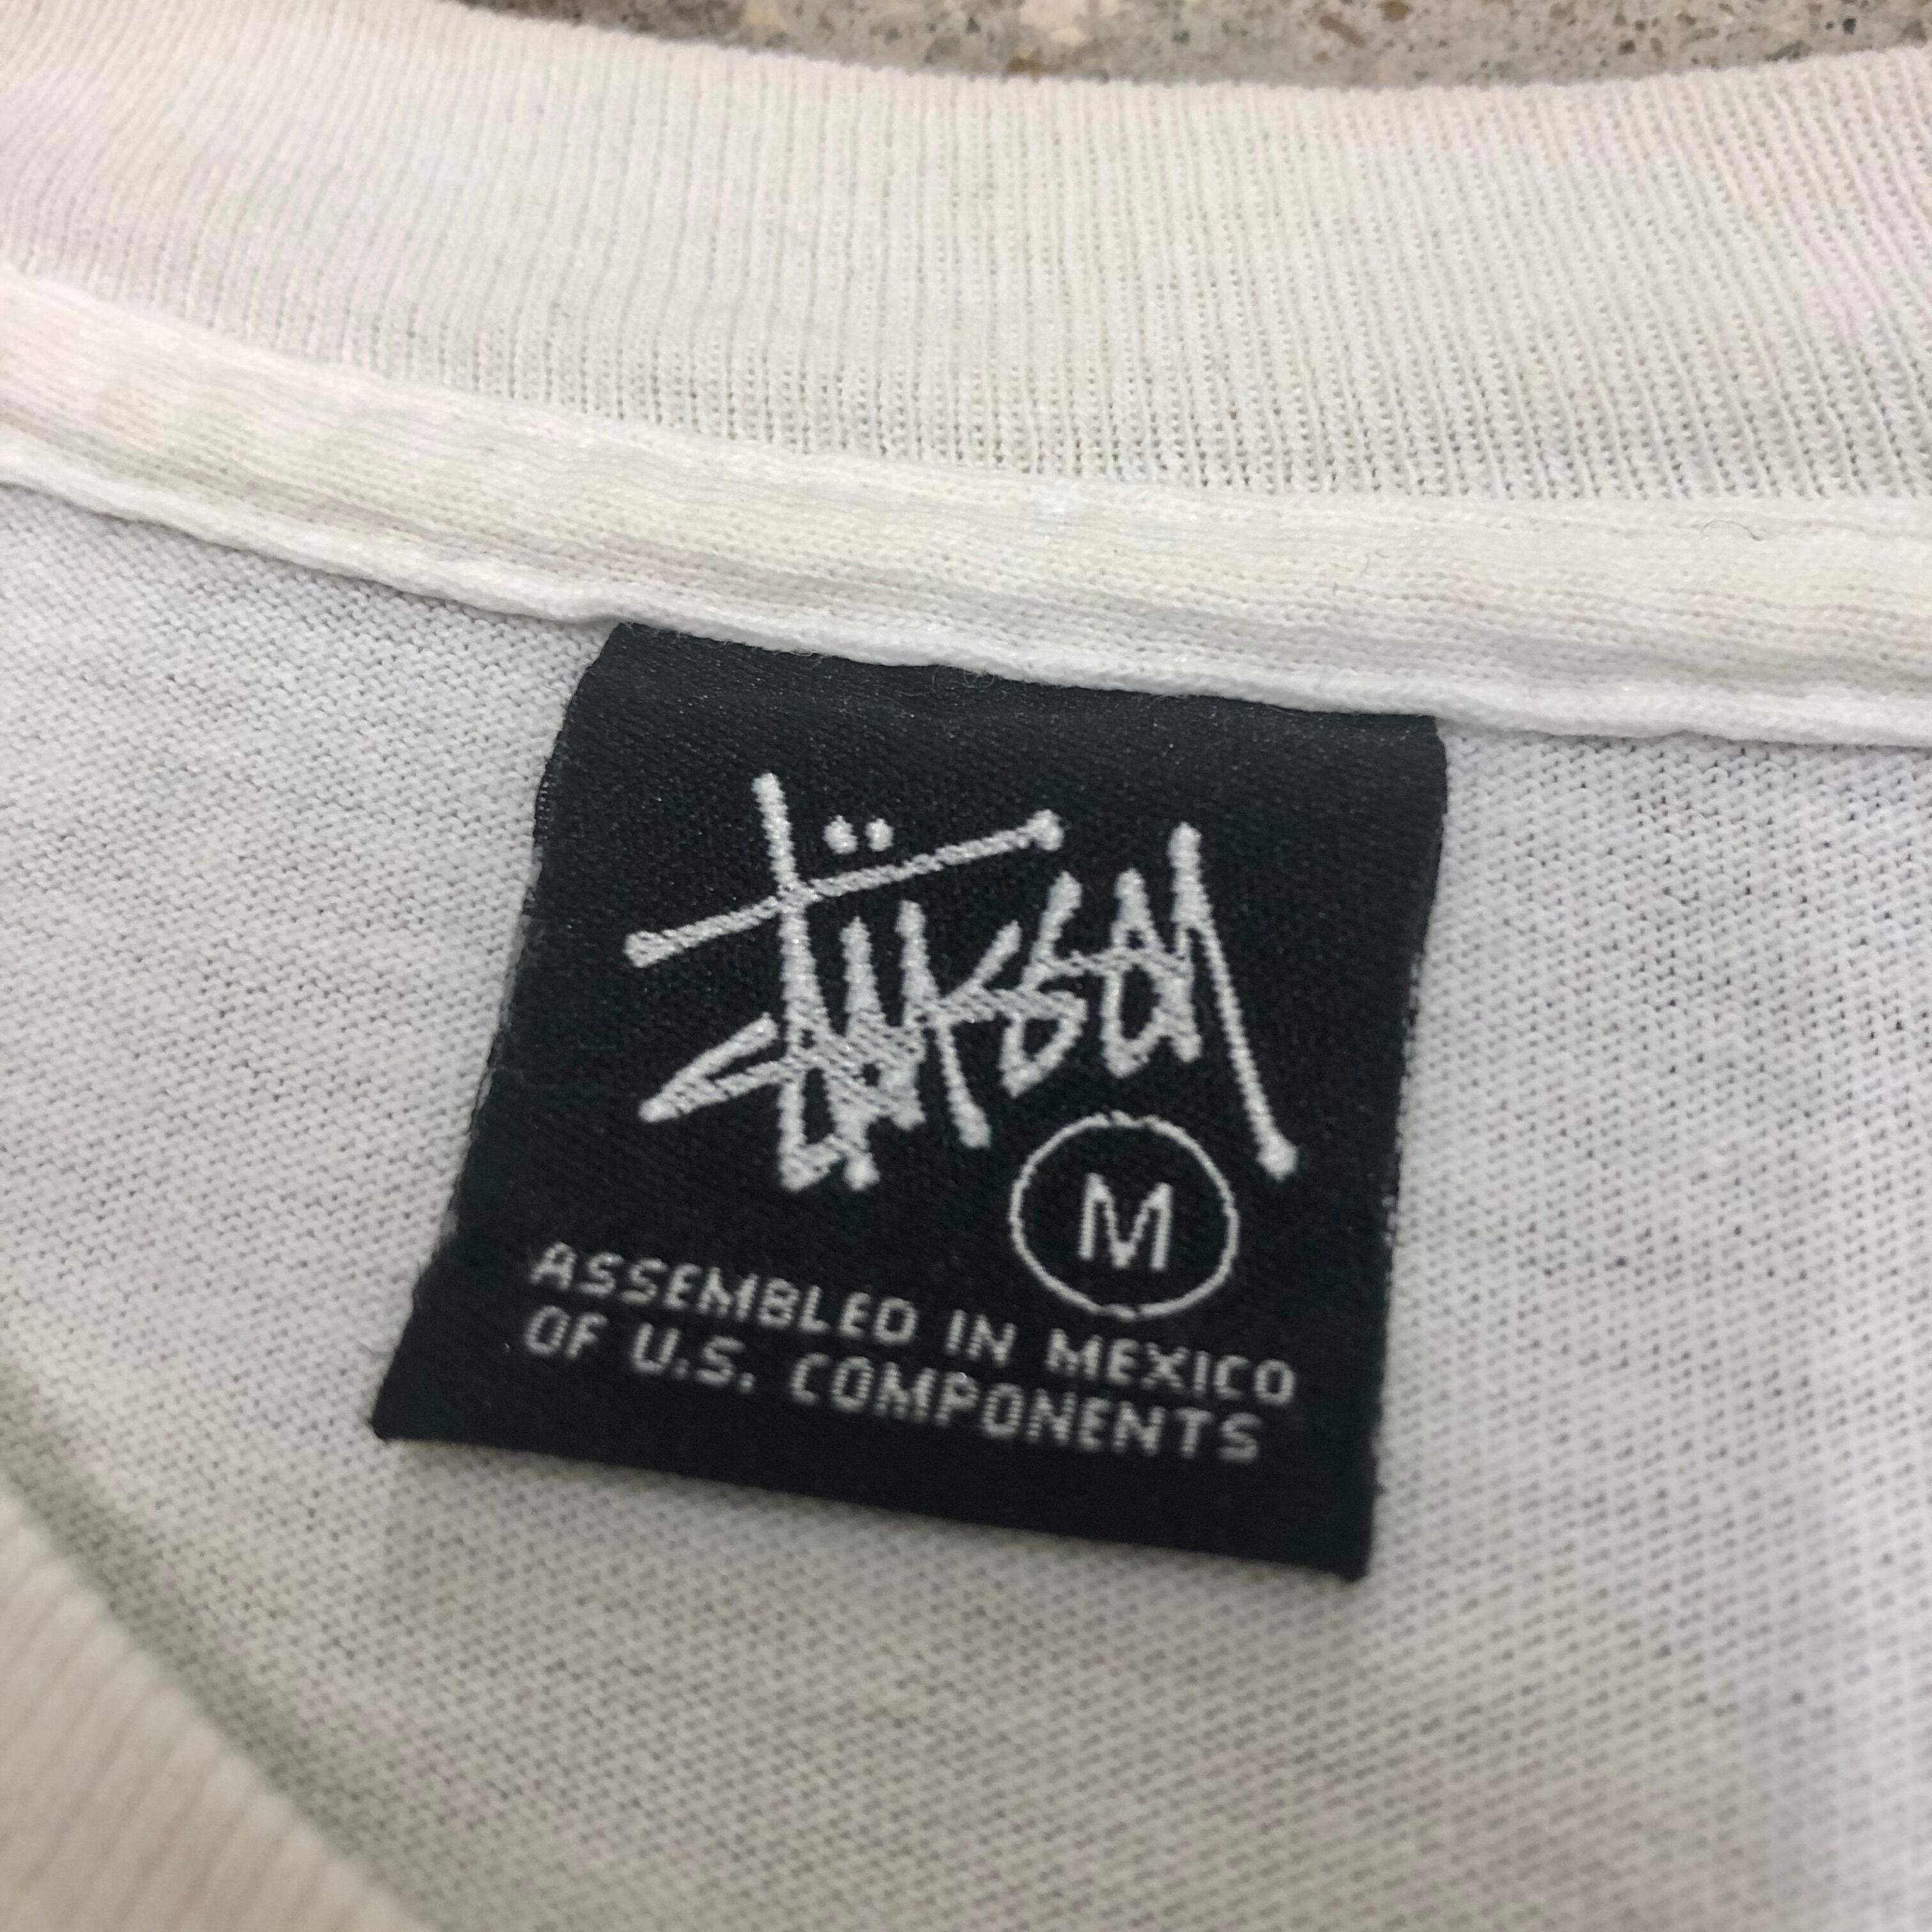 Stüssy
M
ASSEMBLED IN MEXICO
OF U.S. COMPONENTS